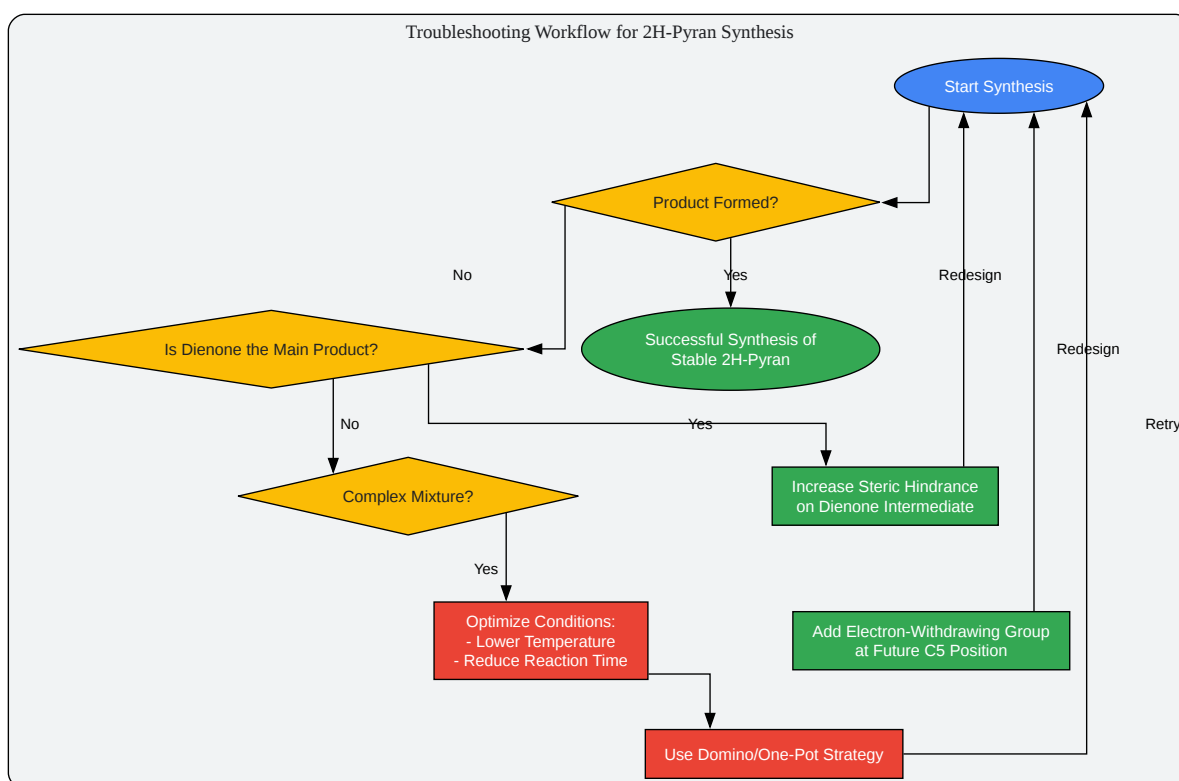 Troubleshooting Workflow for 2H-Pyran Synthesis
Start Synthesis
Product Formed?
No
Yes
Redesign
Is Dienone the Main Product?
Successful Synthesis of
Stable 2H-Pyran
Redesign
No
Yes
Retry
Complex Mixture?
Increase Steric Hindrance
on Dienone Intermediate
Yes
Optimize Conditions:
- Lower Temperature
- Reduce Reaction Time
Add Electron-Withdrawing Group
at Future C5 Position
Use Domino/One-Pot Strategy